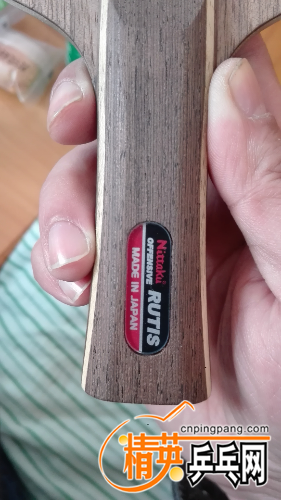 Nittaku
OFFENSIVE RUTIS
MADE IN JAPAN
cnpingpang.com
精英乒乓网